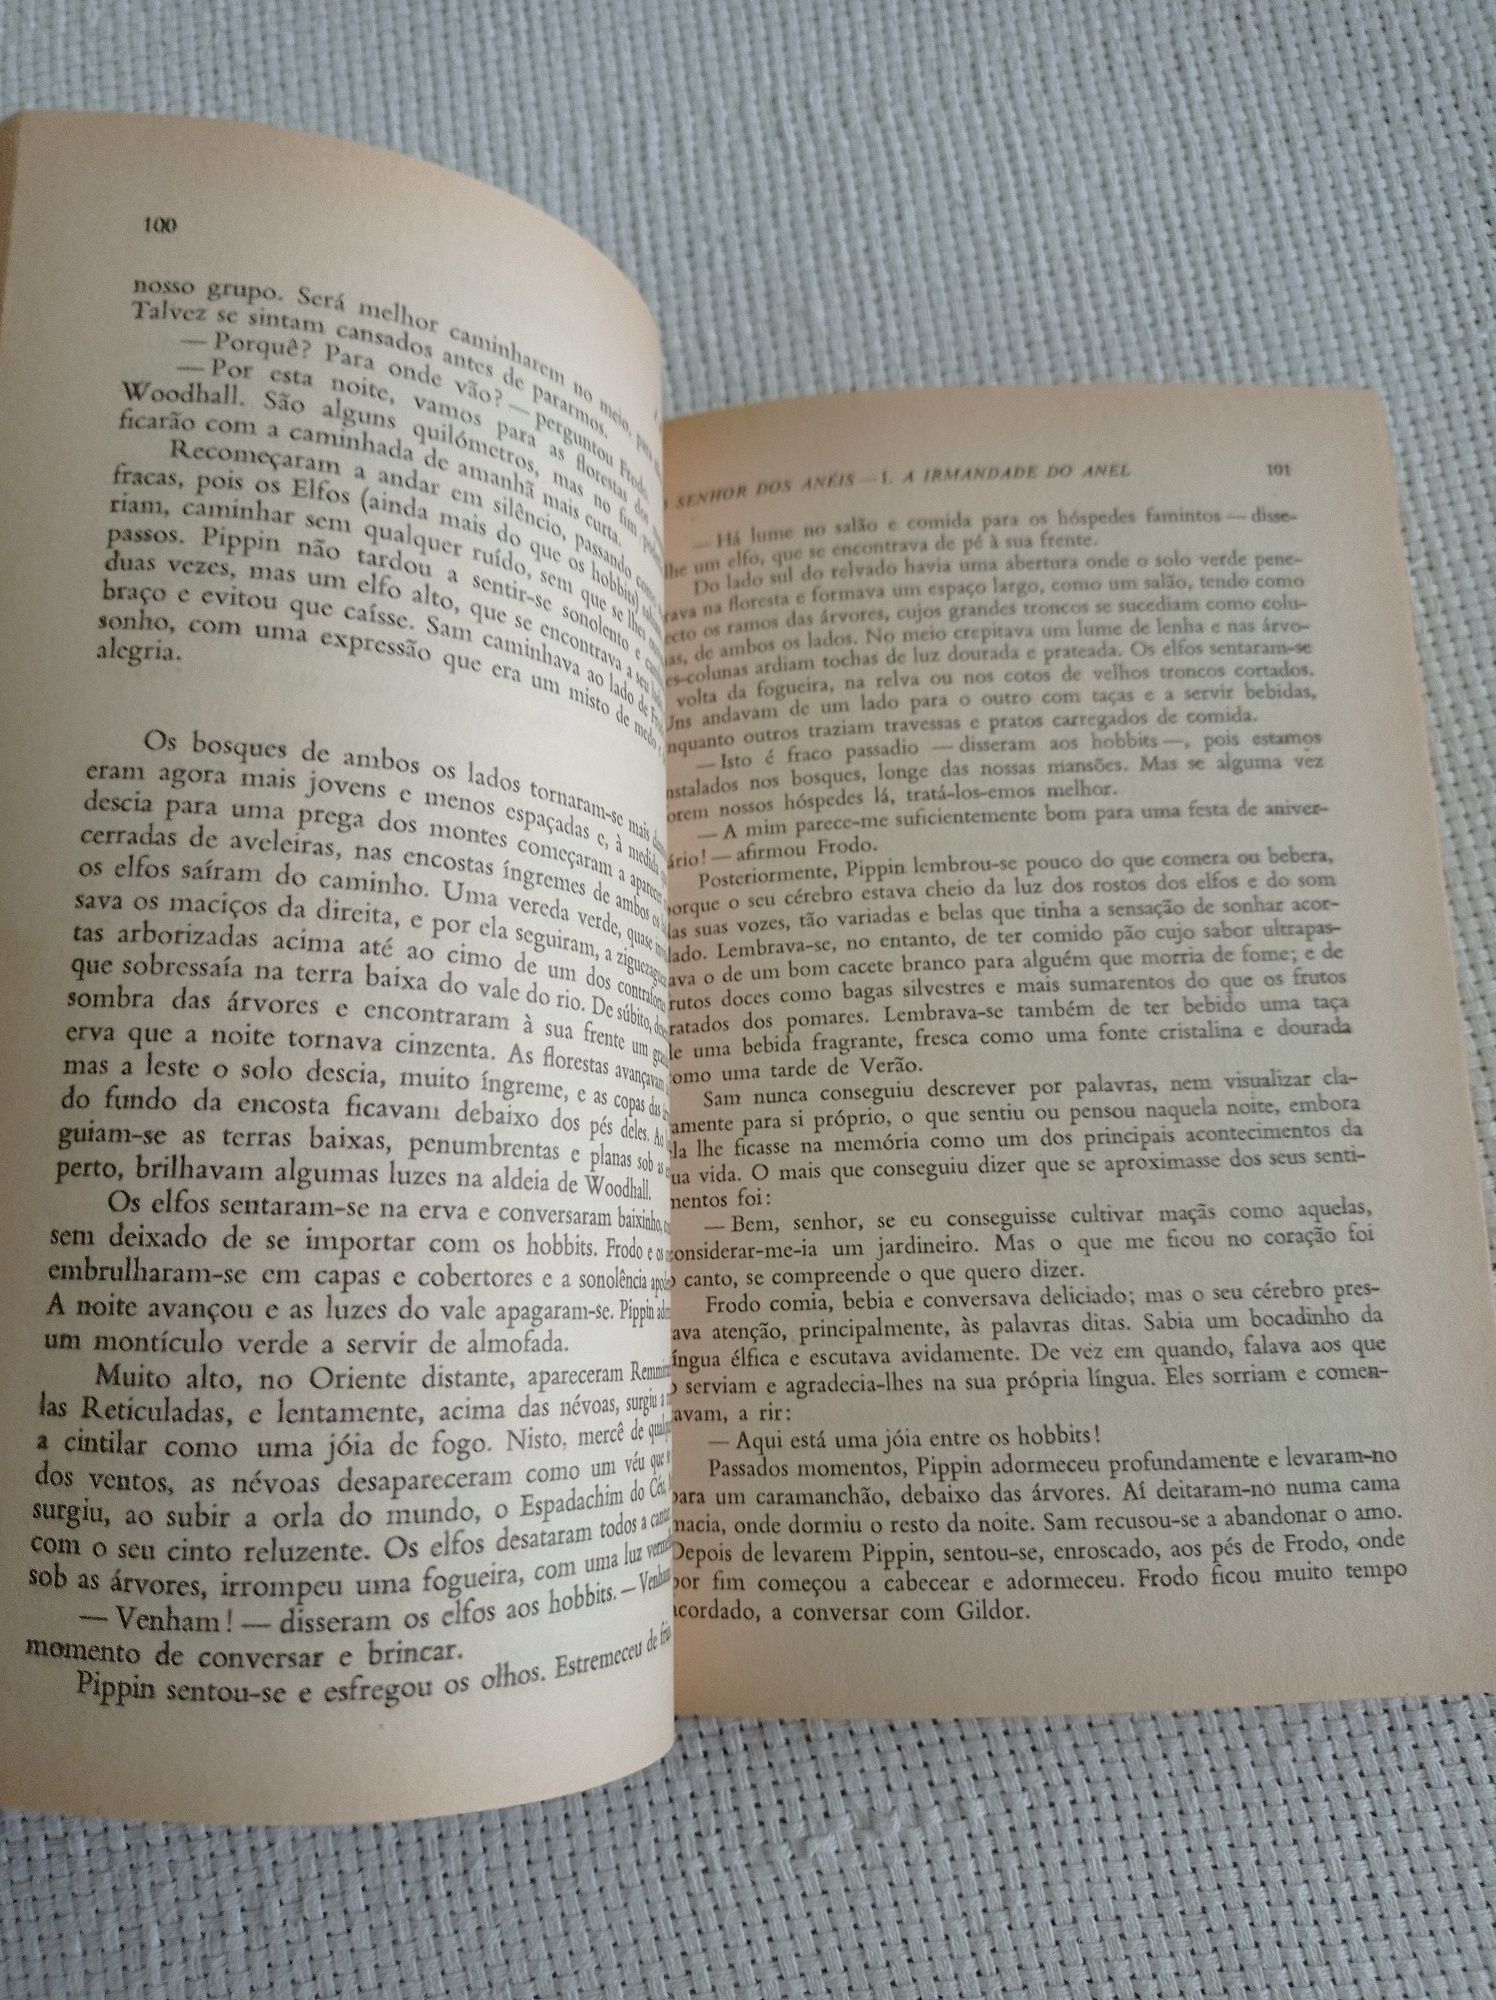 100
nosso grupo. Será melhor caminharem no meio, para
Talvez se sintam cansados antes de pararmos.
— Porquê? Para onde vão? — perguntou Frodo.
— Por esta noite, vamos para as florestas dos
Woodhall. São alguns quilómetros, mas no fim
ficarão com a caminhada de amanhã mais curta.
Recomeçaram a andar em silêncio, passando como
fracas, pois os Elfos (ainda mais do que os hobbits)
riam, caminhar sem qualquer ruído, sem que se lhes
passos. Pippin não tardou a sentir-se sonolento e
duas vezes, mas um elfo alto, que se encontrava a seu
braço e evitou que caísse. Sam caminhava ao lado de
sonho, com uma expressão que era um misto de medo e
alegria.
Os bosques de ambos os lados tornaram-se mais
eram agora mais jovens e menos espaçadas e, à medida
descia para uma prega dos montes começaram a aparecer
cerradas de aveleiras, nas encostas íngremes de ambos os
os elfos saíram do caminho. Uma vereda verde, quase
sava os maciços da direita, e por ela seguiram, a
tas arborizadas acima até ao cimo de um dos
que sobressaía na terra baixa do vale do rio. De súbito,
sombra das árvores e encontraram à sua frente um
erva que a noite tornava cinzenta. As florestas avançavam
mas a leste o solo descia, muito íngreme, e as copas das
do fundo da encosta ficavam debaixo dos pés deles.
guiam-se as terras baixas, penumbrentas e planas sob as
perto, brilhavam algumas luzes na aldeia de Woodhall.
Os elfos sentaram-se na erva e conversaram baixinho,
sem deixado de se importar com os hobbits. Frodo e os
embrulharam-se em capas e cobertores e a sonolência
A noite avançou e as luzes do vale apagaram-se. Pippin
um montículo verde a servir de almofada.
Muito alto, no Oriente distante, apareceram
las Reticuladas, e lentamente, acima das névoas, surgiu a
a cintilar como uma jóia de fogo. Nisto, mercê de
dos ventos, as névoas desapareceram como um véu que
surgiu, ao subir a orla do mundo, o Espadachim do Céu,
com o seu cinto reluzente. Os elfos desataram todos a
sob as árvores, irrompeu uma fogueira, com uma luz
— Venham! — disseram os elfos aos hobbits. —
momento de conversar e brincar.
Pippin sentou-se e esfregou os olhos. Estremeceu de
SENHOR DOS ANÉIS — I. A IRMANDADE DO ANEL 101
— Há lume no salão e comida para os hóspedes famintos — disse-
lhe um elfo, que se encontrava de pé à sua frente.
Do lado sul do relvado havia uma abertura onde o solo verde pene-
rava na floresta e formava um espaço largo, como um salão, tendo como
ecto os ramos das árvores, cujos grandes troncos se sucediam como colu-
as, de ambos os lados. No meio crepitava um lume de lenha e nas árvo-
es-colunas ardiam tochas de luz dourada e prateada. Os elfos sentaram-se
volta da fogueira, na relva ou nos cotos de velhos troncos cortados.
Uns andavam de um lado para o outro com taças e a servir bebidas,
nquanto outros traziam travessas e pratos carregados de comida.
— Isto é fraco passadio — disseram aos hobbits —, pois estamos
nstalados nos bosques, longe das nossas mansões. Mas se alguma vez
orem nossos hóspedes lá, tratá-los-emos melhor.
— A mim parece-me suficientemente bom para uma festa de aniver-
ário! — afirmou Frodo.
Posteriormente, Pippin lembrou-se pouco do que comera ou bebera,
porque o seu cérebro estava cheio da luz dos rostos dos elfos e do som
las suas vozes, tão variadas e belas que tinha a sensação de sonhar acor-
lado. Lembrava-se, no entanto, de ter comido pão cujo sabor ultrapas-
ava o de um bom cacete branco para alguém que morria de fome; e de
rutos doces como bagas silvestres e mais sumarentos do que os frutos
ratados dos pomares. Lembrava-se também de ter bebido uma taça
le uma bebida fragrante, fresca como uma fonte cristalina e dourada
omo uma tarde de Verão.
Sam nunca conseguiu descrever por palavras, nem visualizar cla-
amente para si próprio, o que sentiu ou pensou naquela noite, embora
la lhe ficasse na memória como um dos principais acontecimentos da
ua vida. O mais que conseguiu dizer que se aproximasse dos seus senti-
mentos foi:
— Bem, senhor, se eu conseguisse cultivar maçãs como aquelas,
considerar-me-ia um jardineiro. Mas o que me ficou no coração foi
o canto, se compreende o que quero dizer.
Frodo comia, bebia e conversava deliciado; mas o seu cérebro pres-
ava atenção, principalmente, às palavras ditas. Sabia um bocadinho da
íngua élfica e escutava avidamente. De vez em quando, falava aos que
o serviam e agradecia-lhes na sua própria língua. Eles sorriam e comen-
avam, a rir:
— Aqui está uma jóia entre os hobbits!
Passados momentos, Pippin adormeceu profundamente e levaram-no
para um caramanchão, debaixo das árvores. Aí deitaram-no numa cama
macia, onde dormiu o resto da noite. Sam recusou-se a abandonar o amo.
Depois de levarem Pippin, sentou-se, enroscado, aos pés de Frodo, onde
por fim começou a cabecear e adormeceu. Frodo ficou muito tempo
acordado, a conversar com Gildor.